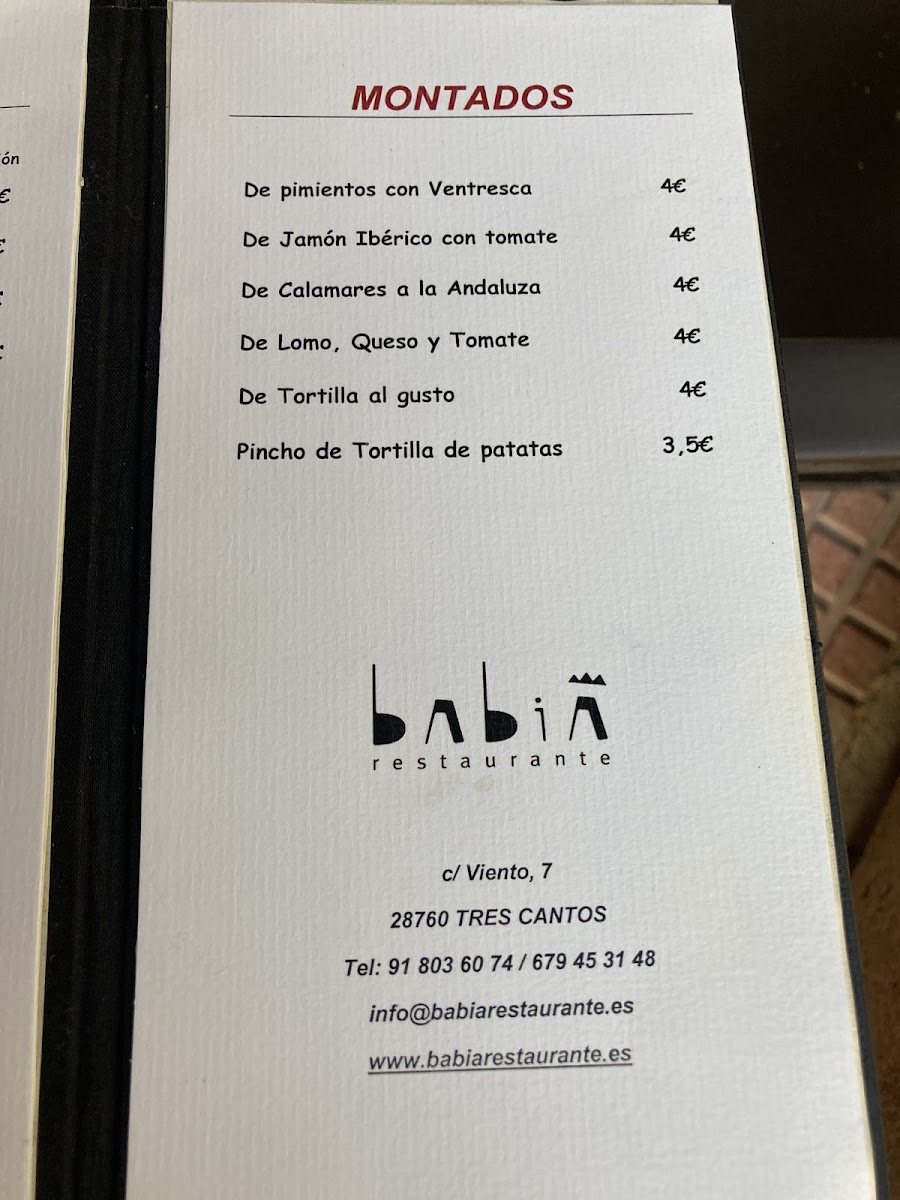 ón
€
€
MONTADOS
De pimientos con Ventresca 4€
De Jamón Ibérico con tomate 4€
De Calamares a la Andaluza 4€
De Lomo, Queso y Tomate 4€
De Tortilla al gusto 4€
Pincho de Tortilla de patatas 3,5€
babia
restaurante
c/ Viento, 7
28760 TRES CANTOS
Tel: 91 803 60 74 / 679 45 31 48
info@babiarestaurante.es
www.babiarestaurante.es